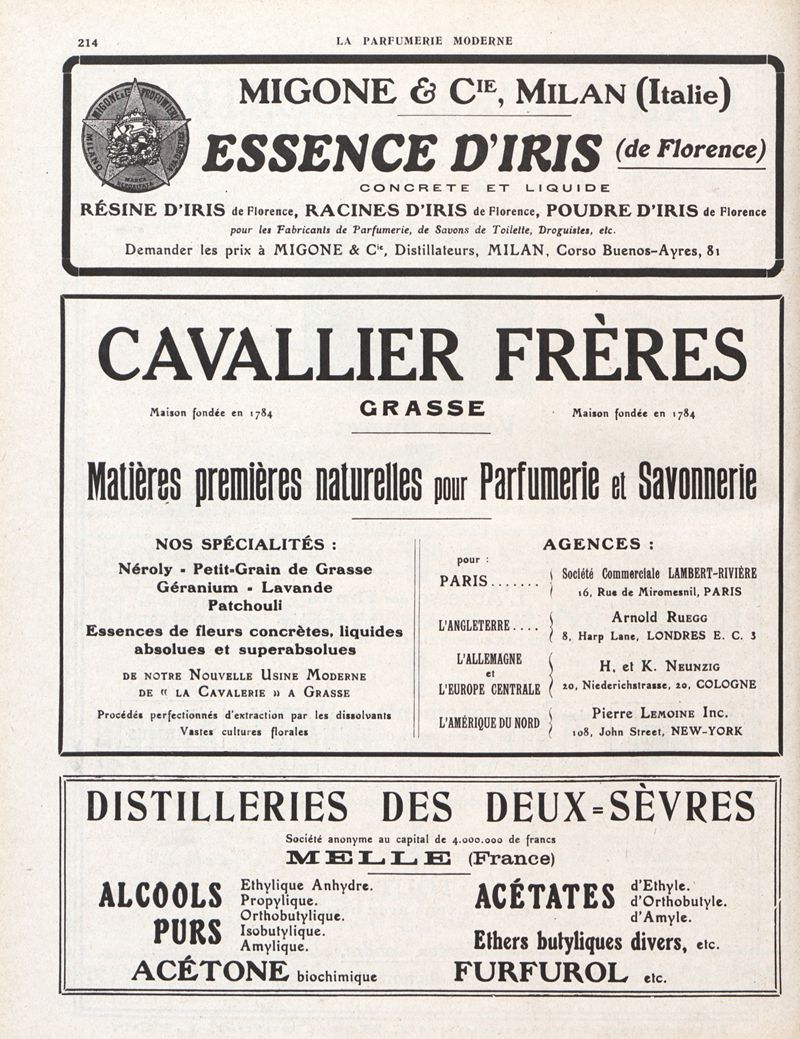 214
LA PARFUMERIE MODERNE
MIGONE & C. PROFUMIERI
MILANO
MARCA
MIGONE & CIE, MILAN (Italie)
ESSENCE D'IRIS (de Florence)
CONCRETE ET LIQUIDE
RÉSINE D'IRIS de Florence, RACINES D'IRIS de Florence, POUDRE D'IRIS de Florence
pour les Fabricants de Parfumerie, de Savons de Toilette, Droguistes, etc.
Demander les prix à MIGONE & Cie, Distillateurs, MILAN, Corso Buenos-Ayres, 81
CAVALLIER FRÈRES
Maison fondée en 1784
GRASSE
Maison fondée en 1784
Matières premières naturelles pour Parfumerie et Savonnerie
NOS SPÉCIALITÉS :
Néroly - Petit-Grain de Grasse
Géranium - Lavande
Patchouli
Essences de fleurs concrètes, liquides
absolues et superabsolues
DE NOTRE NOUVELLE USINE MODERNE
DE « LA CAVALERIE » A GRASSE
Procédés perfectionnés d'extraction par les dissolvants
Vastes cultures florales
AGENCES :
pour :
PARIS....... Société Commerciale LAMBERT-RIVIÈRE
16, Rue de Miromesnil, PARIS
L'ANGLETERRE.... Arnold RUEGG
8, Harp Lane, LONDRES E. C. 3
L'ALLEMAGNE
et
L'EUROPE CENTRALE
H. et K. NEUNZIG
20, Niederichstrasse, 20, COLOGNE
L'AMÉRIQUE DU NORD
Pierre LEMOINE Inc.
108, John Street, NEW-YORK
DISTILLERIES DES DEUX=SÈVRES
Société anonyme au capital de 4.000.000 de francs
MELLE (France)
ALCOOLS
PURS
Ethylique Anhydre.
Propylique.
Orthobutylique.
Isobutylique.
Amylique.
ACÉTONE biochimique
ACÉTATES
d'Ethyle.
d'Orthobutyle.
d'Amyle.
Ethers butyliques divers, etc.
FURFUROL etc.